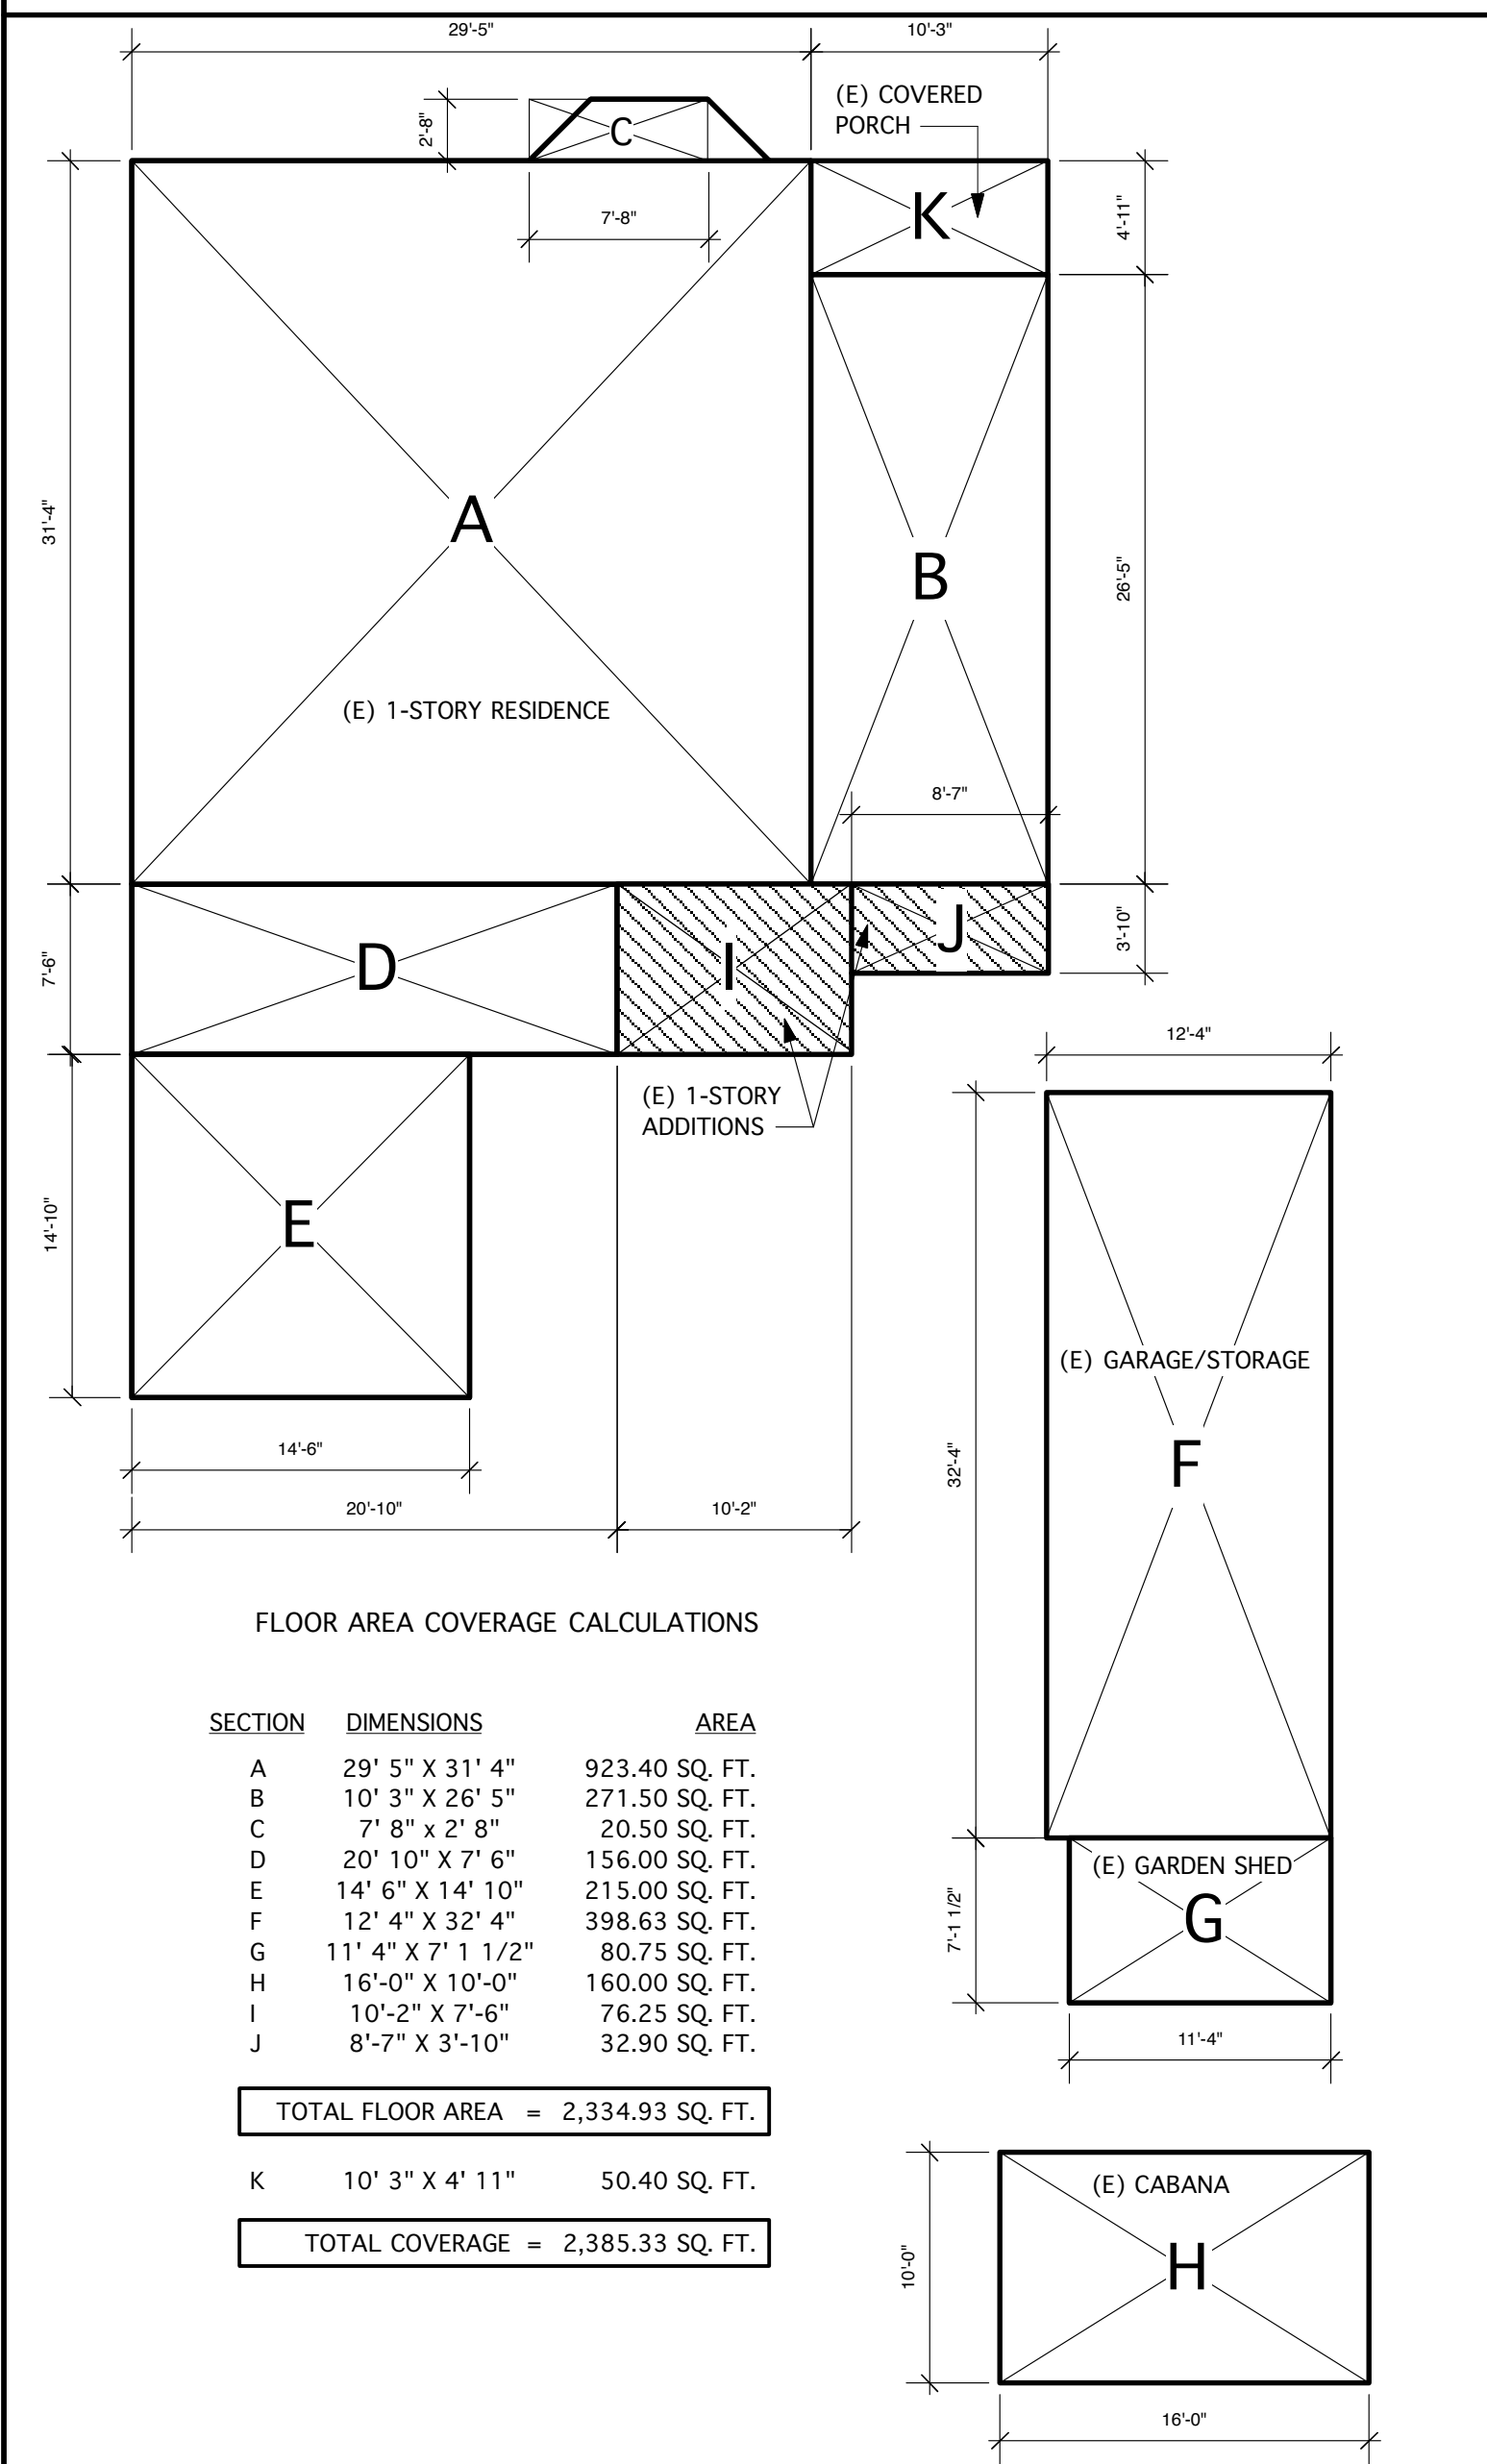 29'-5"
10'-3"
(E) COVERED
PORCH
2'-8"
C
7'-8"
K
4'-11"
31'-4"
A
B
26'-5"
(E) 1-STORY RESIDENCE
8'-7"
7'-6"
D
I
J
3'-10"
(E) 1-STORY
ADDITIONS
12'-4"
14'-10"
E
(E) GARAGE/STORAGE
14'-6"
32'-4"
F
20'-10"
10'-2"
FLOOR AREA COVERAGE CALCULATIONS
SECTION DIMENSIONS AREA
A 29' 5" X 31' 4" 923.40 SQ. FT.
B 10' 3" X 26' 5" 271.50 SQ. FT.
C 7' 8" x 2' 8" 20.50 SQ. FT.
D 20' 10" X 7' 6" 156.00 SQ. FT.
E 14' 6" X 14' 10" 215.00 SQ. FT.
F 12' 4" X 32' 4" 398.63 SQ. FT.
G 11' 4" X 7' 1 1/2" 80.75 SQ. FT.
H 16'-0" X 10'-0" 160.00 SQ. FT.
I 10'-2" X 7'-6" 76.25 SQ. FT.
J 8'-7" X 3'-10" 32.90 SQ. FT.
TOTAL FLOOR AREA = 2,334.93 SQ. FT.
K 10' 3" X 4' 11" 50.40 SQ. FT.
TOTAL COVERAGE = 2,385.33 SQ. FT.
(E) GARDEN SHED
G
7'-1 1/2"
11'-4"
(E) CABANA
10'-0"
H
16'-0"